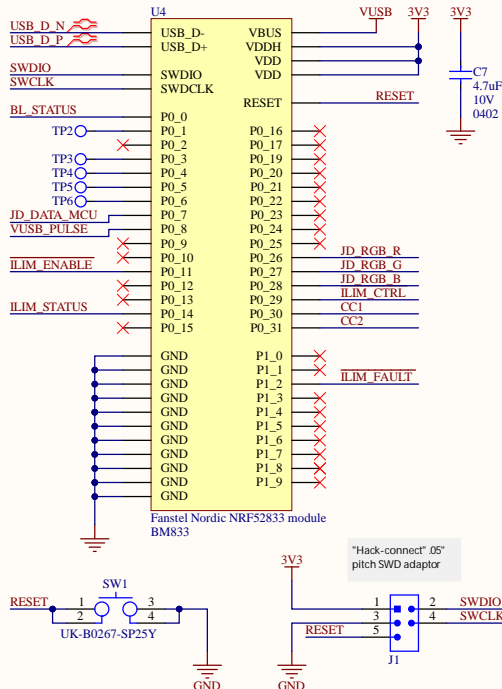 U4
VUSB 3V3 3V3
USB_D_N USB_D- VBUS
USB_D_P USB_D+ VDDH
VDD
SWDIO SWDIO VDD
SWCLK SWDCLK
RESET RESET
C7
4.7uF
10V
0402
BL_STATUS P0_0
TP2 P0_1 P0_16
P0_2 P0_17
TP3 P0_3 P0_19
TP4 P0_4 P0_20
TP5 P0_5 P0_21
TP6 P0_6 P0_22
JD_DATA_MCU P0_7 P0_23
VUSB_PULSE P0_8 P0_24
P0_9 P0_25
P0_10 P0_26 JD_RGB_R
ILIM_ENABLE P0_11 P0_27 JD_RGB_G
P0_12 P0_28 JD_RGB_B
P0_13 P0_29 ILIM_CTRL
ILIM_STATUS P0_14 P0_30 CC1
P0_15 P0_31 CC2
GND P1_0
GND P1_1
GND P1_2 ILIM_FAULT
GND P1_3
GND P1_4
GND P1_5
GND P1_6
GND P1_7
GND P1_8
GND P1_9
GND
Fanstel Nordic NRF52833 module
BM833
"Hack-connect" .05"
pitch SWD adaptor
SW1
RESET 1 3
2 4
UK-B0267-SP25Y
GND
3V3
1 2 SWDIO
3 4 SWCLK
RESET 5
J1
GND